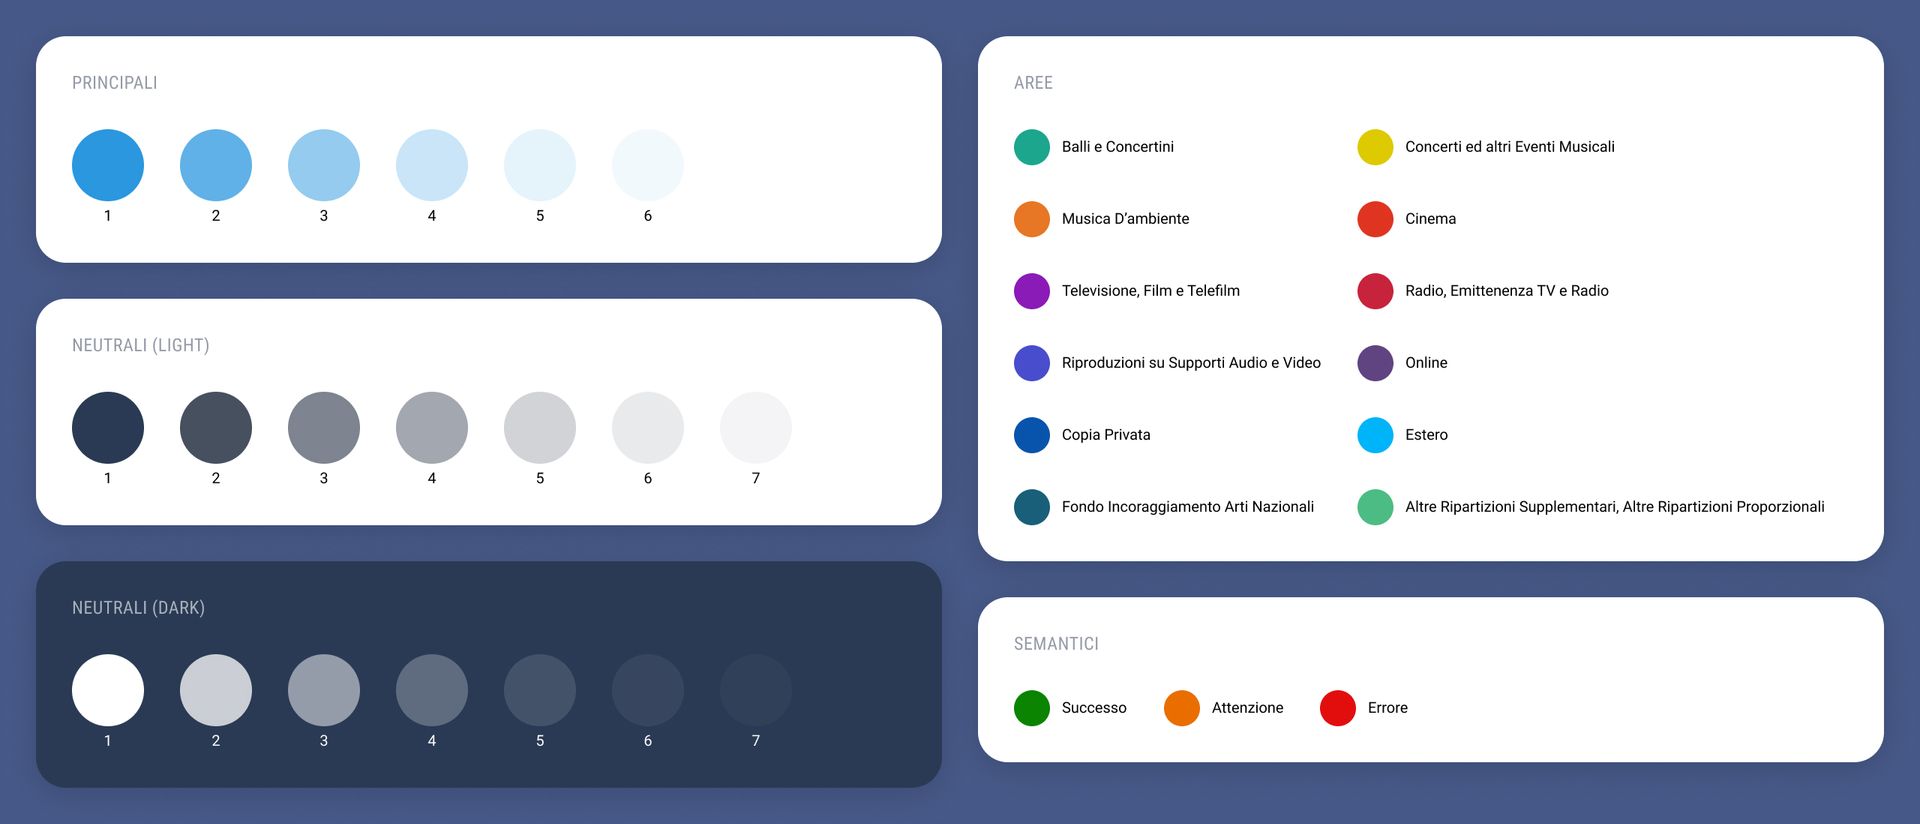 PRINCIPALI
1 2 3 4 5 6
NEUTRALI (LIGHT)
1 2 3 4 5 6 7
NEUTRALI (DARK)
1 2 3 4 5 6 7
AREE
Balli e Concertini
Concerti ed altri Eventi Musicali
Musica D’ambiente
Cinema
Televisione, Film e Telefilm
Radio, Emittenenza TV e Radio
Riproduzioni su Supporti Audio e Video
Online
Copia Privata
Estero
Fondo Incoraggiamento Arti Nazionali
Altre Ripartizioni Supplementari, Altre Ripartizioni Proporzionali
SEMANTICI
Successo
Attenzione
Errore